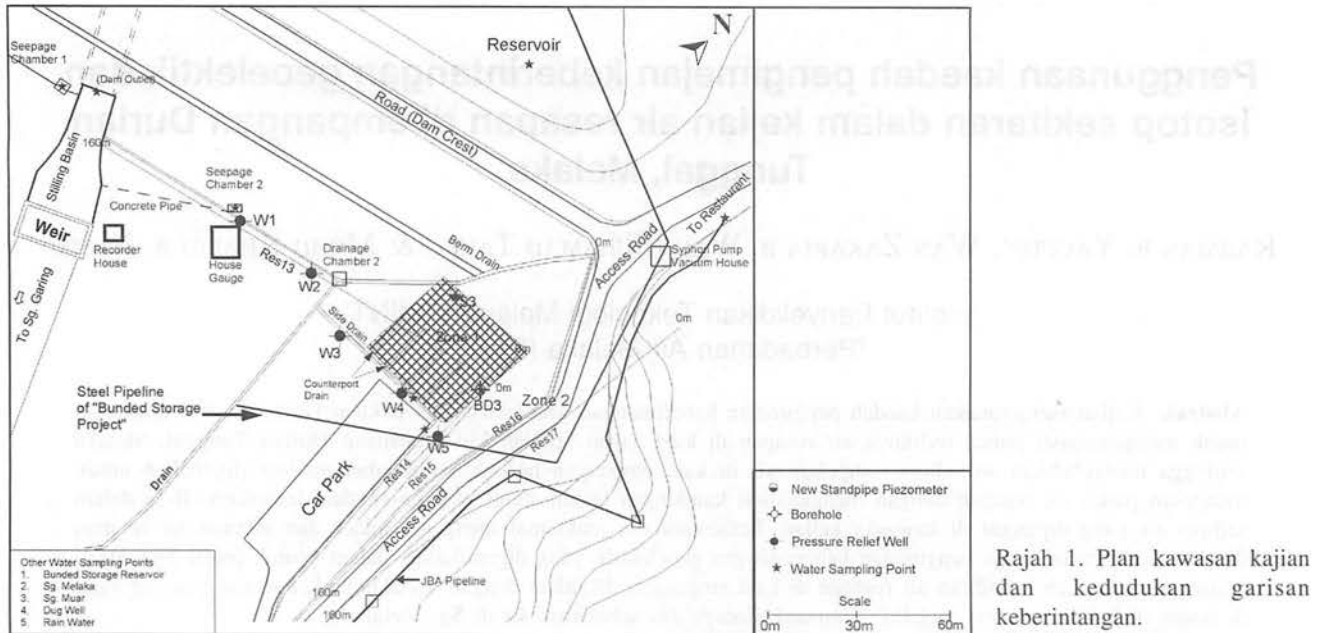 N
Reservoir
Seepage
Chamber 1
(Dam Outlet)
Road (Dam Crest)
160m
Stilling Basin
Seepage
Chamber 2
To Restaurant
Concrete Pipe
W1
Weir
Recorder
House
House
Gauge
Res13
Drainage
Chamber 2
Berm Drain
0m
Access Road
Syphon Pump
Vacuum House
W2
To Sg. Garing
Side Drain
W3
0m
Counterport
Drain
Steel Pipeline
of "Bunded Storage
Project"
W4
0m
BD3
Zone 2
W5
Res16
Res17
Res14
Res15
Car Park
Drain
Access Road
JBA Pipeline
160m
160m
New Standpipe Piezometer
Borehole
Pressure Relief Well
Water Sampling Point
Scale
0m 30m 60m
Other Water Sampling Points
1. Bunded Storage Reservoir
2. Sg. Melaka
3. Sg. Muar
4. Dug Well
5. Rain Water
Rajah 1. Plan kawasan kajian
dan kedudukan garisan
keberintangan.